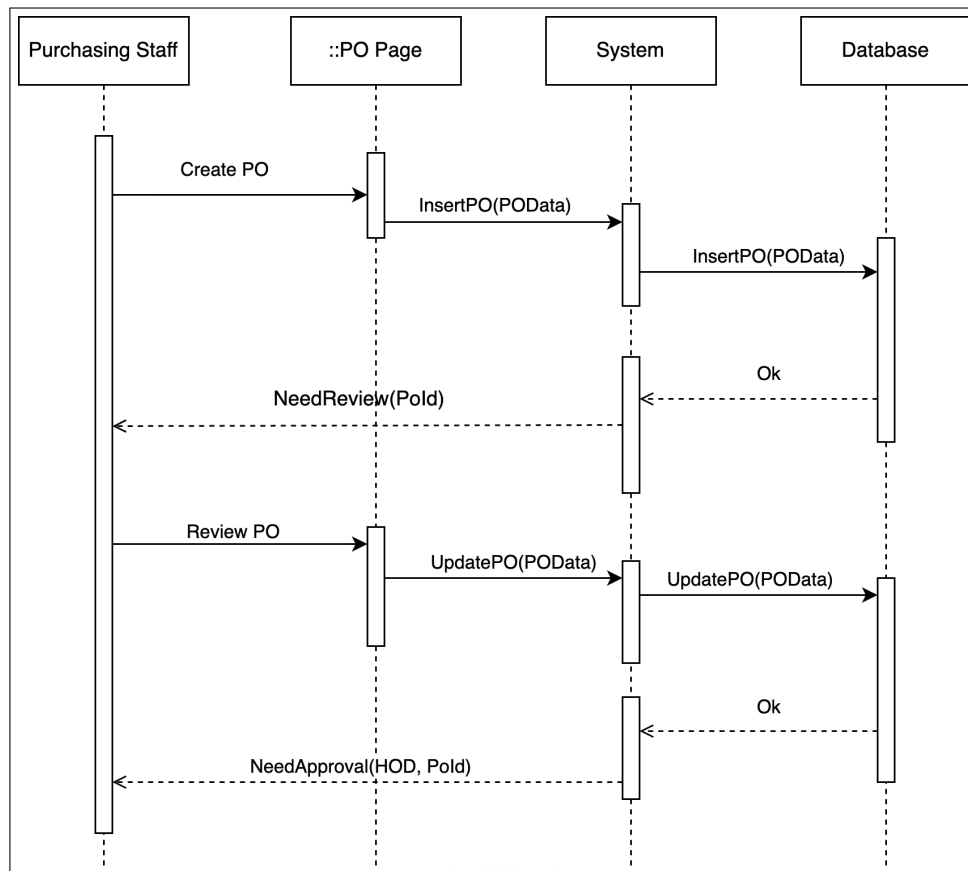 Purchasing Staff
::PO Page
System
Database
Create PO
InsertPO(POData)
InsertPO(POData)
Ok
NeedReview(PoId)
Review PO
UpdatePO(POData)
UpdatePO(POData)
Ok
NeedApproval(HOD, PoId)